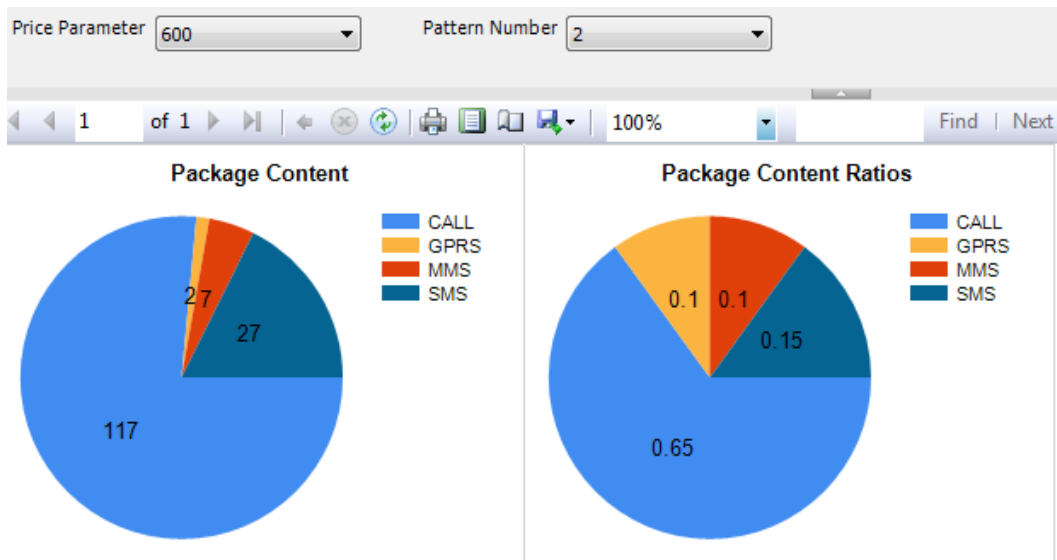 Price Parameter 600 Pattern Number 2
1 of 1 100% Find | Next
Package Content
CALL
GPRS
MMS
SMS
2 7
27
117
Package Content Ratios
CALL
GPRS
MMS
SMS
0.1 0.1
0.15
0.65